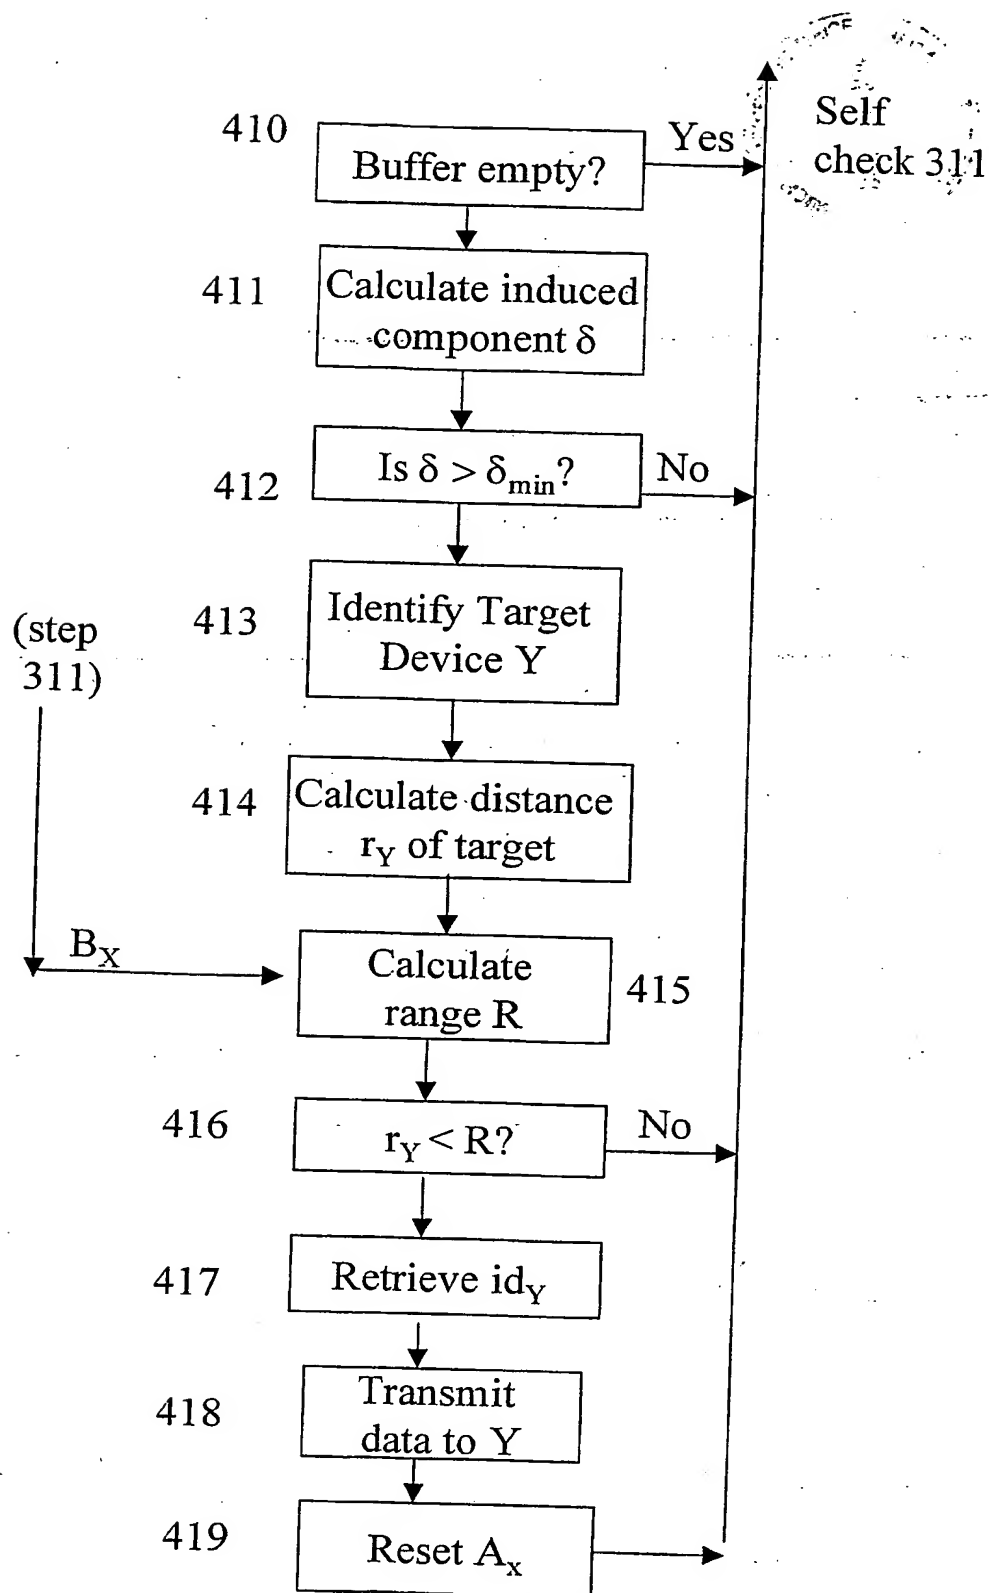 410
Buffer empty?
Yes
Self
check 311
411
Calculate induced
component δ
412
Is δ > δmin?
No
(step
311)
413
Identify Target
Device Y
414
Calculate distance
rY of target
BX
Calculate
range R
415
416
rY < R?
No
417
Retrieve idY
418
Transmit
data to Y
419
Reset Ax